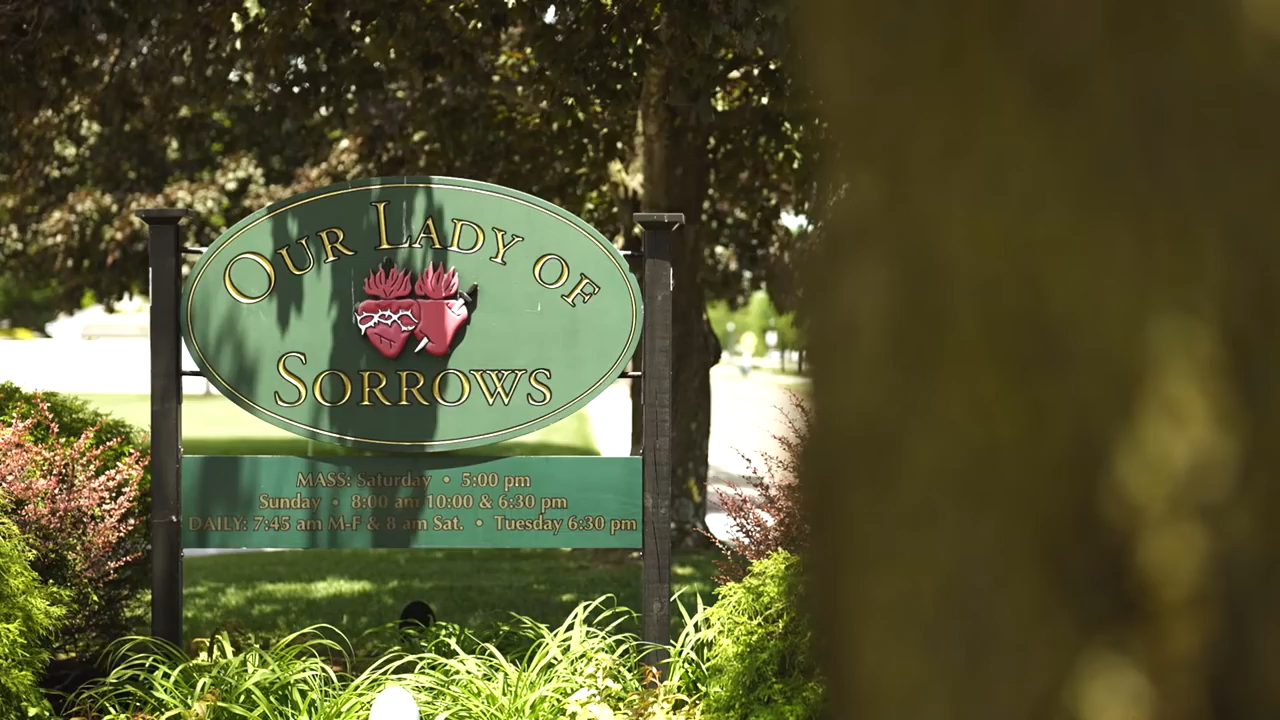 OUR LADY OF
SORROWS
MASS: Saturday • 5:00 pm
Sunday • 8:00 am 10:00 & 6:30 pm
DAILY: 7:45 am M-F & 8 am Sat. • Tuesday 6:30 pm